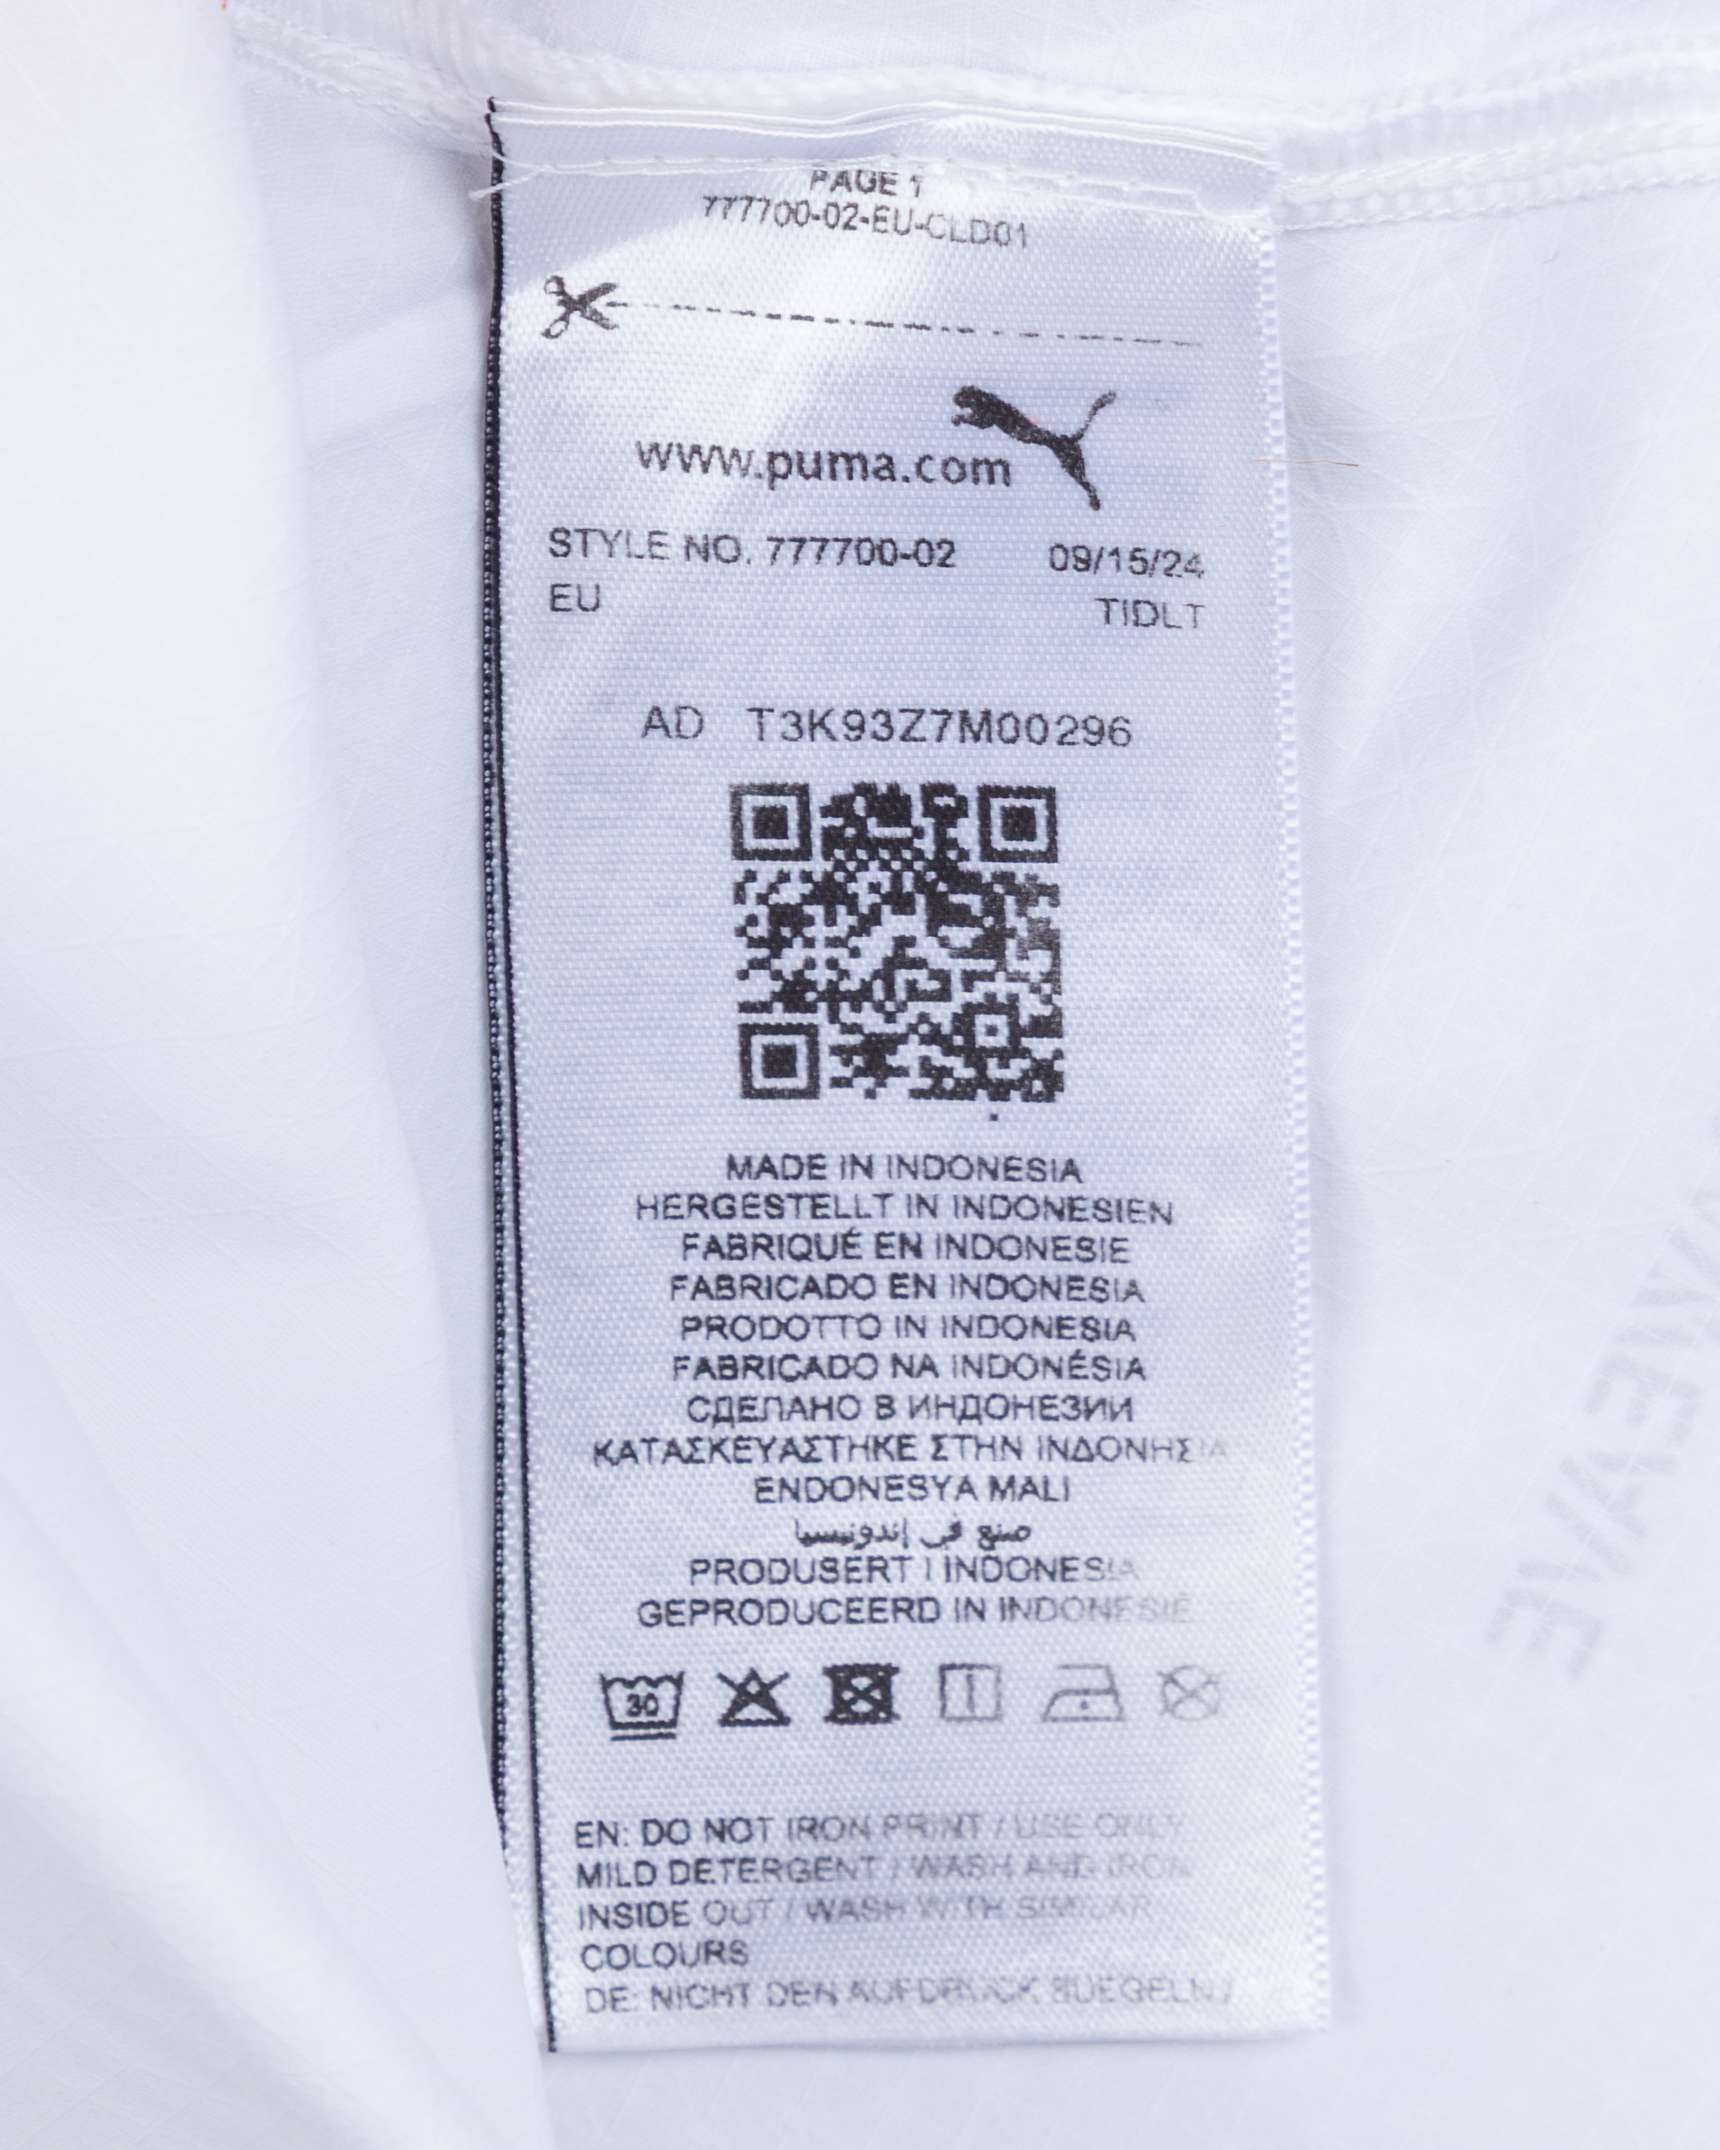 PAGE 1
777700-02-EU-CLD01
www.puma.com
STYLE NO. 777700-02 09/15/24
EU TIDLT
AD T3K93Z7M00296
MADE IN INDONESIA
HERGESTELLT IN INDONESIEN
FABRIQUÉ EN INDONESIE
FABRICADO EN INDONESIA
PRODOTTO IN INDONESIA
FABRICADO NA INDONÉSIA
СДЕЛАНО В ИНДОНЕЗИИ
ΚΑΤΑΣΚΕΥΑΣΤΗΚΕ ΣΤΗΝ ΙΝΔΟΝΗΣΙΑ
ENDONESYA MALI
صنع في إندونيسيا
PRODUSERT I INDONESIA
GEPRODUCEERD IN INDONESIË
30
EN: DO NOT IRON PRINT / USE ONLY
MILD DETERGENT / WASH AND IRON
INSIDE OUT / WASH WITH SIMILAR
COLOURS
DE: NICHT DEN AUFDRUCK BUEGELN /